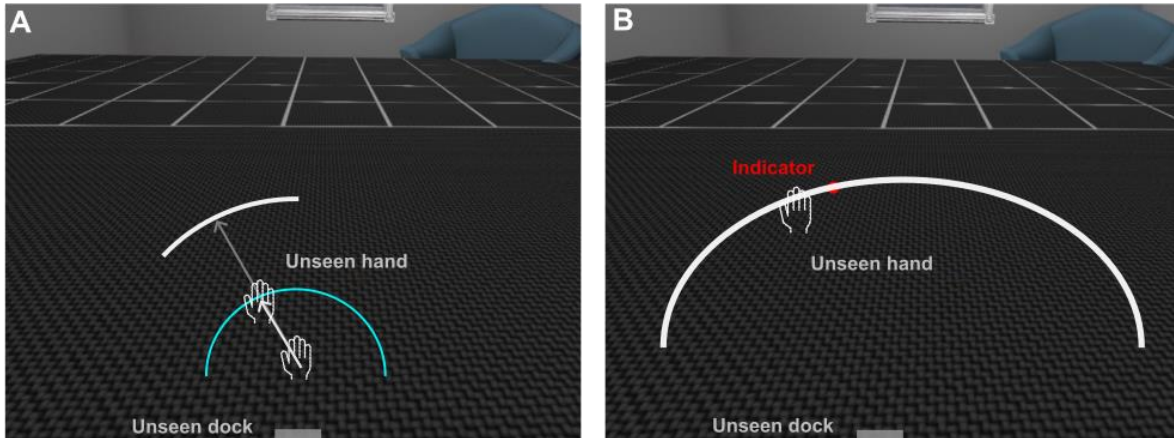 A
Unseen hand
Unseen dock
B
Indicator
Unseen hand
Unseen dock